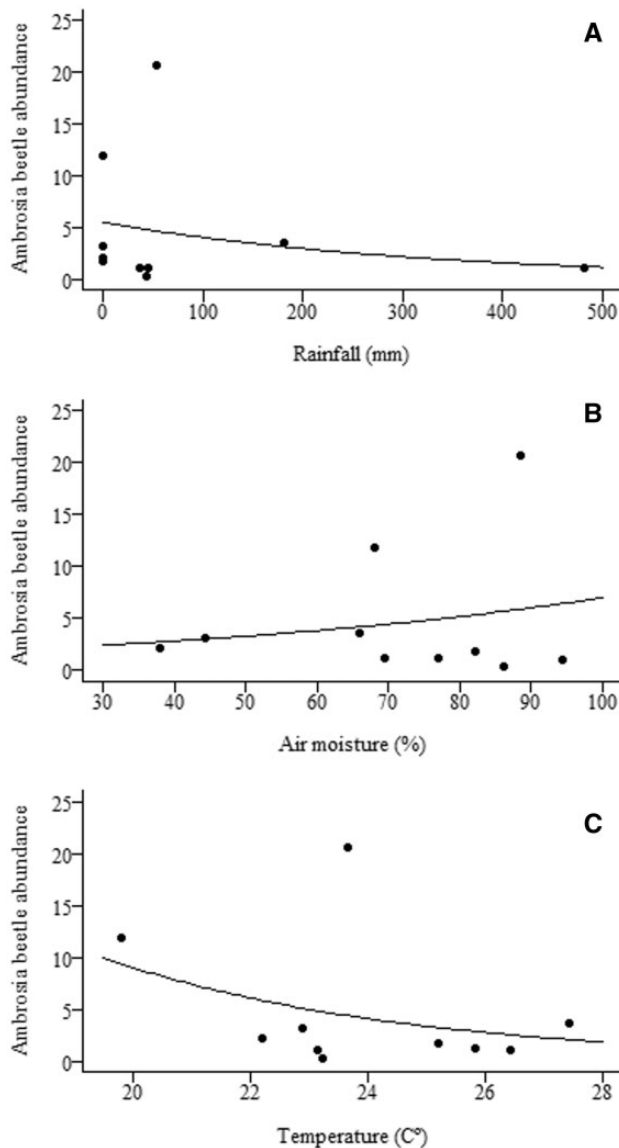 A
Ambrosia beetle abundance
25
20
15
10
5
0
0 100 200 300 400 500
Rainfall (mm)
B
Ambrosia beetle abundance
25
20
15
10
5
0
30 40 50 60 70 80 90 100
Air moisture (%)
C
Ambrosia beetle abundance
25
20
15
10
5
0
20 22 24 26 28
Temperature (Cº)